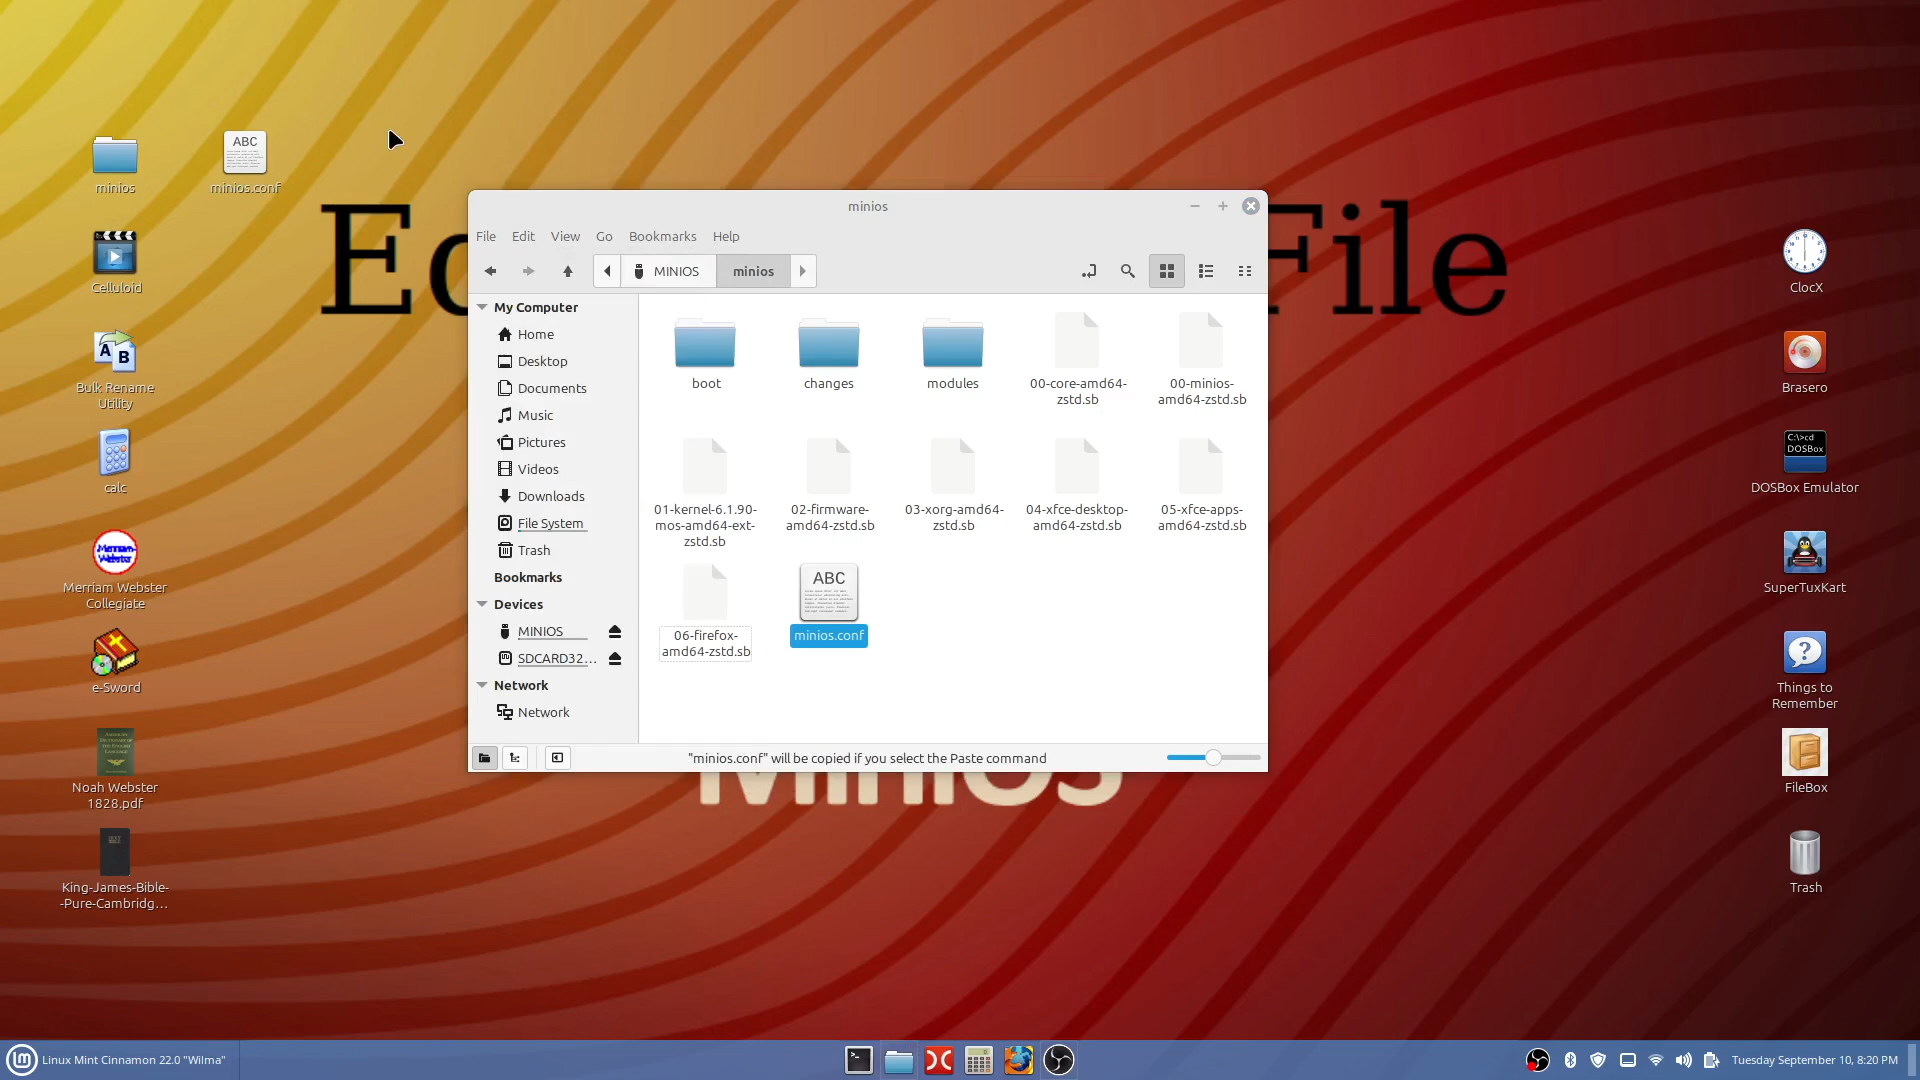 minios
ABC
minios.conf
Celluloid
A B
Bulk Rename
Utility
calc
Merriam-
Webster
Merriam Webster
Collegiate
e-Sword
Noah Webster
1828.pdf
King-James-Bible-
-Pure-Cambridg...
File
minios
File Edit View Go Bookmarks Help
MINIOS minios
My Computer
Home
Desktop
Documents
Music
Pictures
Videos
Downloads
File System
Trash
Bookmarks
Devices
MINIOS
SDCARD32...
Network
Network
boot
changes
modules
00-core-amd64-
zstd.sb
00-minios-
amd64-zstd.sb
01-kernel-6.1.90-
mos-amd64-ext-
zstd.sb
02-firmware-
amd64-zstd.sb
03-xorg-amd64-
zstd.sb
04-xfce-desktop-
amd64-zstd.sb
05-xfce-apps-
amd64-zstd.sb
06-firefox-
amd64-zstd.sb
ABC
minios.conf
"minios.conf" will be copied if you select the Paste command
MiniOS
ClocX
Brasero
C:\>cd
DOSBox
DOSBox Emulator
SuperTuxKart
Things to
Remember
FileBox
Trash
Linux Mint Cinnamon 22.0 "Wilma"
Tuesday September 10, 8:20 PM